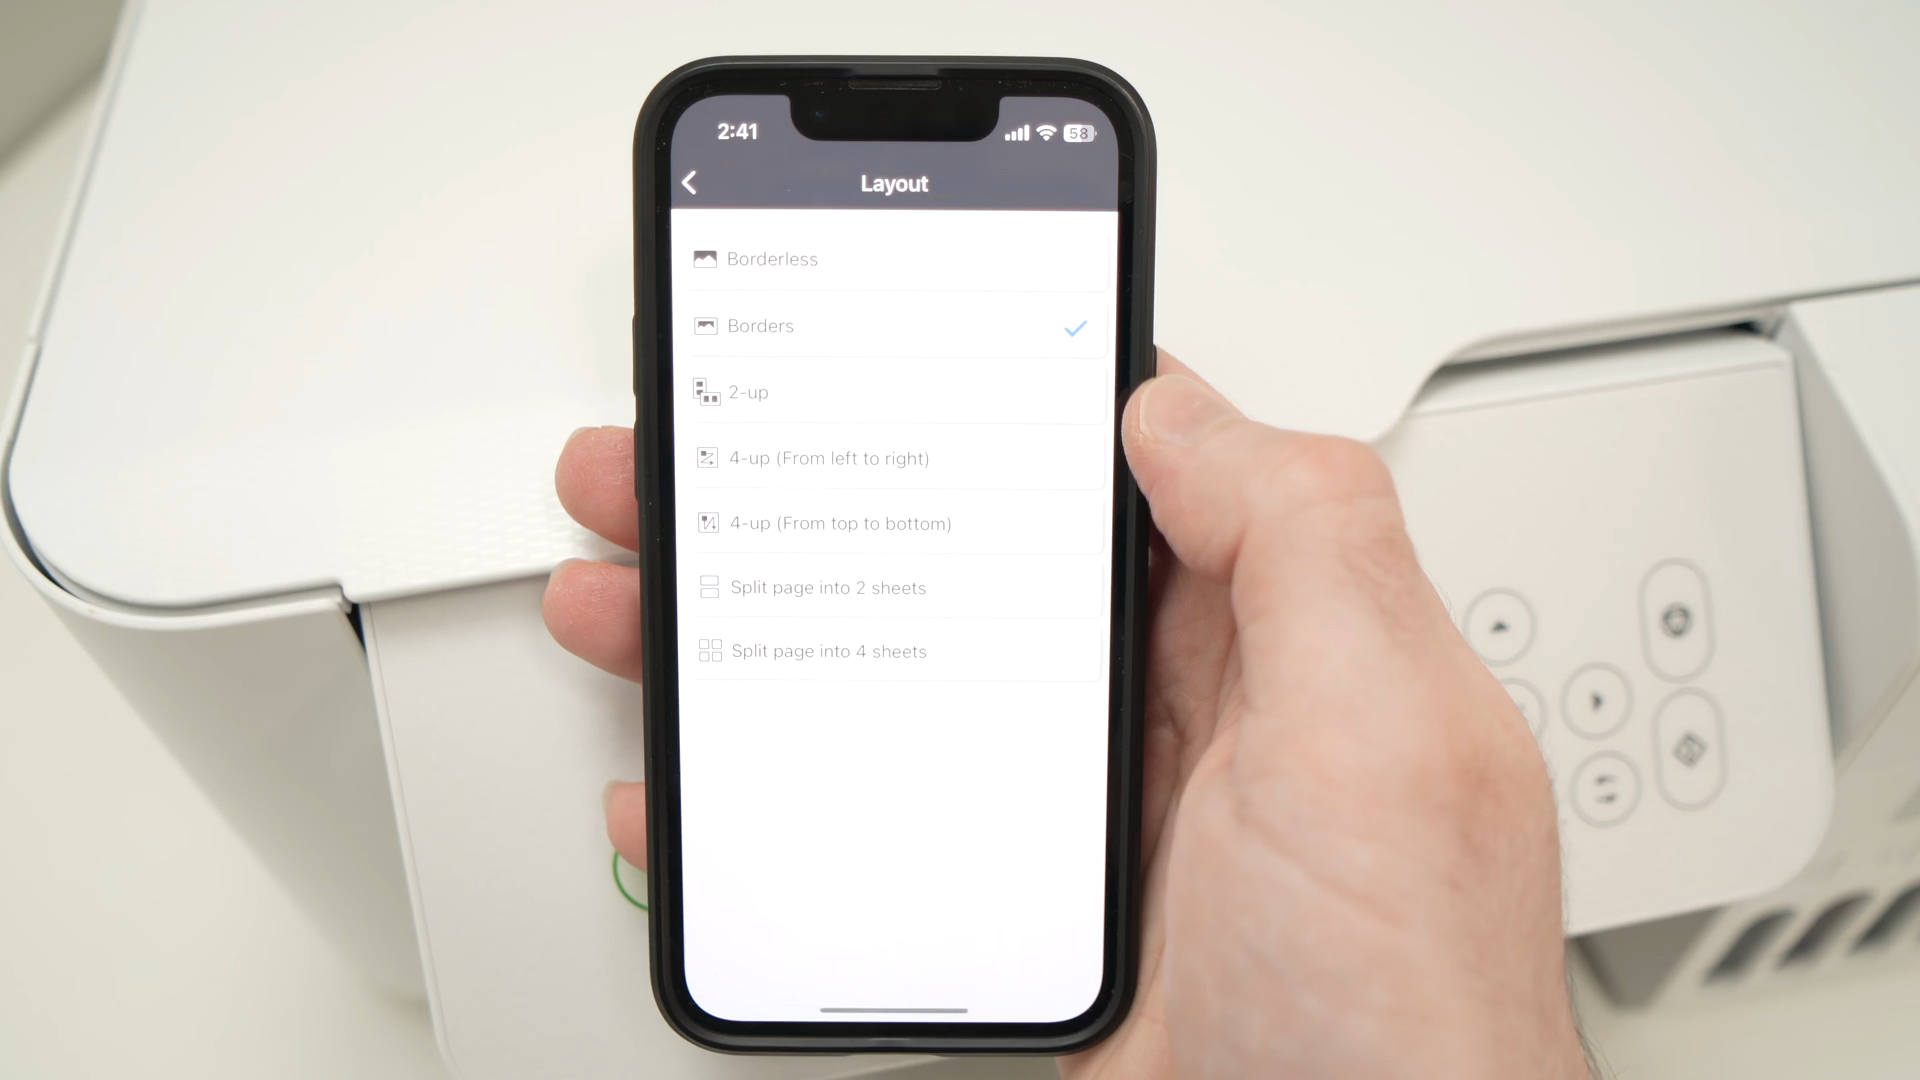 2:41
58
Layout
Borderless
Borders
2-up
4-up (From left to right)
4-up (From top to bottom)
Split page into 2 sheets
Split page into 4 sheets